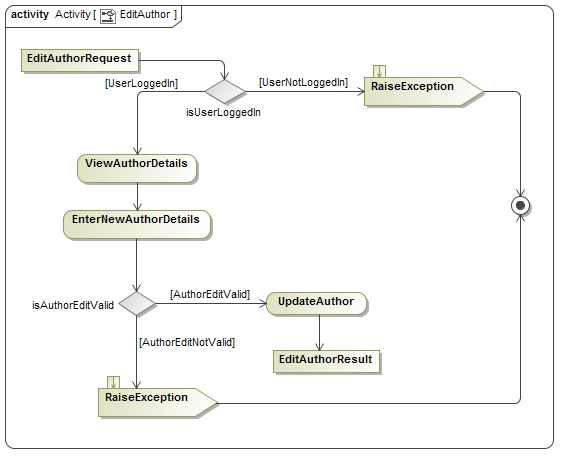 activity Activity [ EditAuthor ]
EditAuthorRequest
[UserLoggedIn]
[UserNotLoggedIn]
RaiseException
isUserLoggedIn
ViewAuthorDetails
EnterNewAuthorDetails
isAuthorEditValid
[AuthorEditValid]
UpdateAuthor
[AuthorEditNotValid]
EditAuthorResult
RaiseException